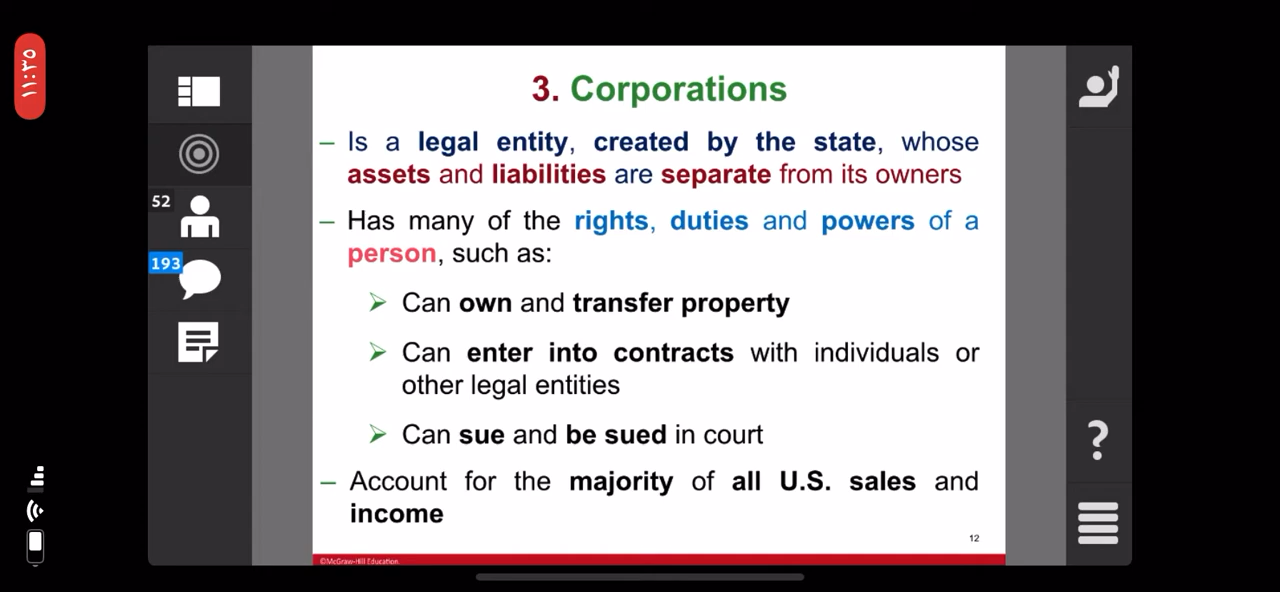 ١١:٣٥
52
193
3. Corporations
– Is a legal entity, created by the state, whose
assets and liabilities are separate from its owners
– Has many of the rights, duties and powers of a
person, such as:
➢ Can own and transfer property
➢ Can enter into contracts with individuals or
other legal entities
➢ Can sue and be sued in court
– Account for the majority of all U.S. sales and
income
12
©McGraw-Hill Education.
?